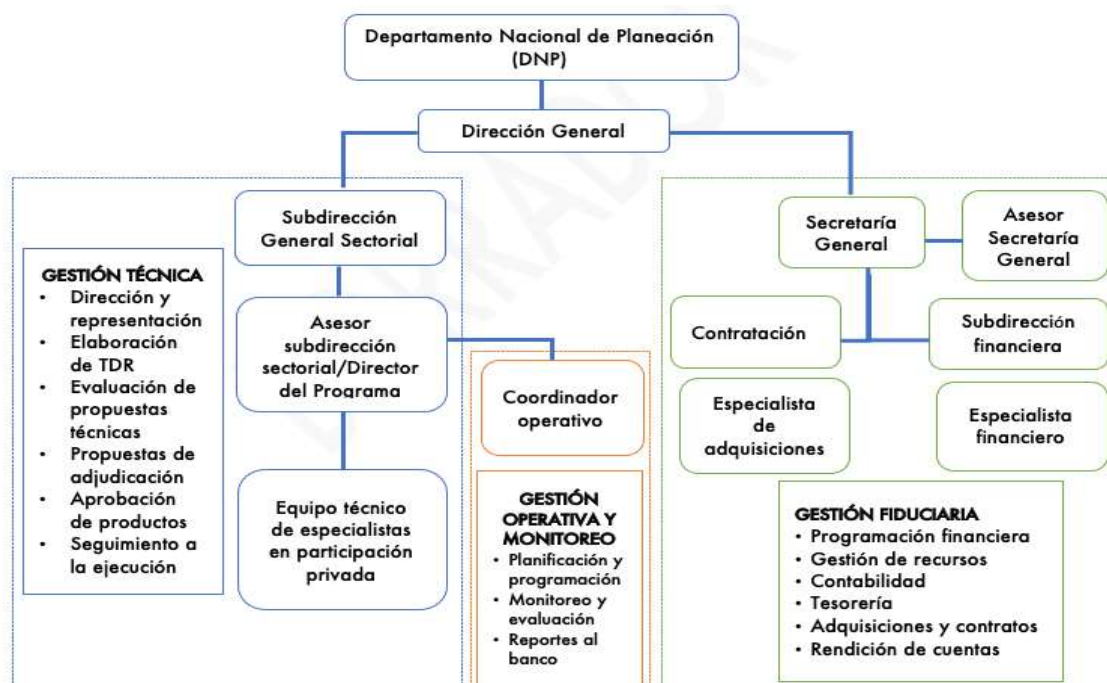 Departamento Nacional de Planeación
(DNP)
Dirección General
Subdirección
General Sectorial
GESTIÓN TÉCNICA
• Dirección y
representación
• Elaboración
de TDR
• Evaluación de
propuestas
técnicas
• Propuestas de
adjudicación
• Aprobación
de productos
• Seguimiento a
la ejecución
Asesor
subdirección
sectorial/Director
del Programa
Equipo técnico
de especialistas
en participación
privada
Coordinador
operativo
GESTIÓN
OPERATIVA Y
MONITOREO
• Planificación y
programación
• Monitoreo y
evaluación
• Reportes al
banco
Secretaría
General
Asesor
Secretaría
General
Contratación
Subdirección
financiera
Especialista
de
adquisiciones
Especialista
financiero
GESTIÓN FIDUCIARIA
• Programación financiera
• Gestión de recursos
• Contabilidad
• Tesorería
• Adquisiciones y contratos
• Rendición de cuentas
BORRADOR